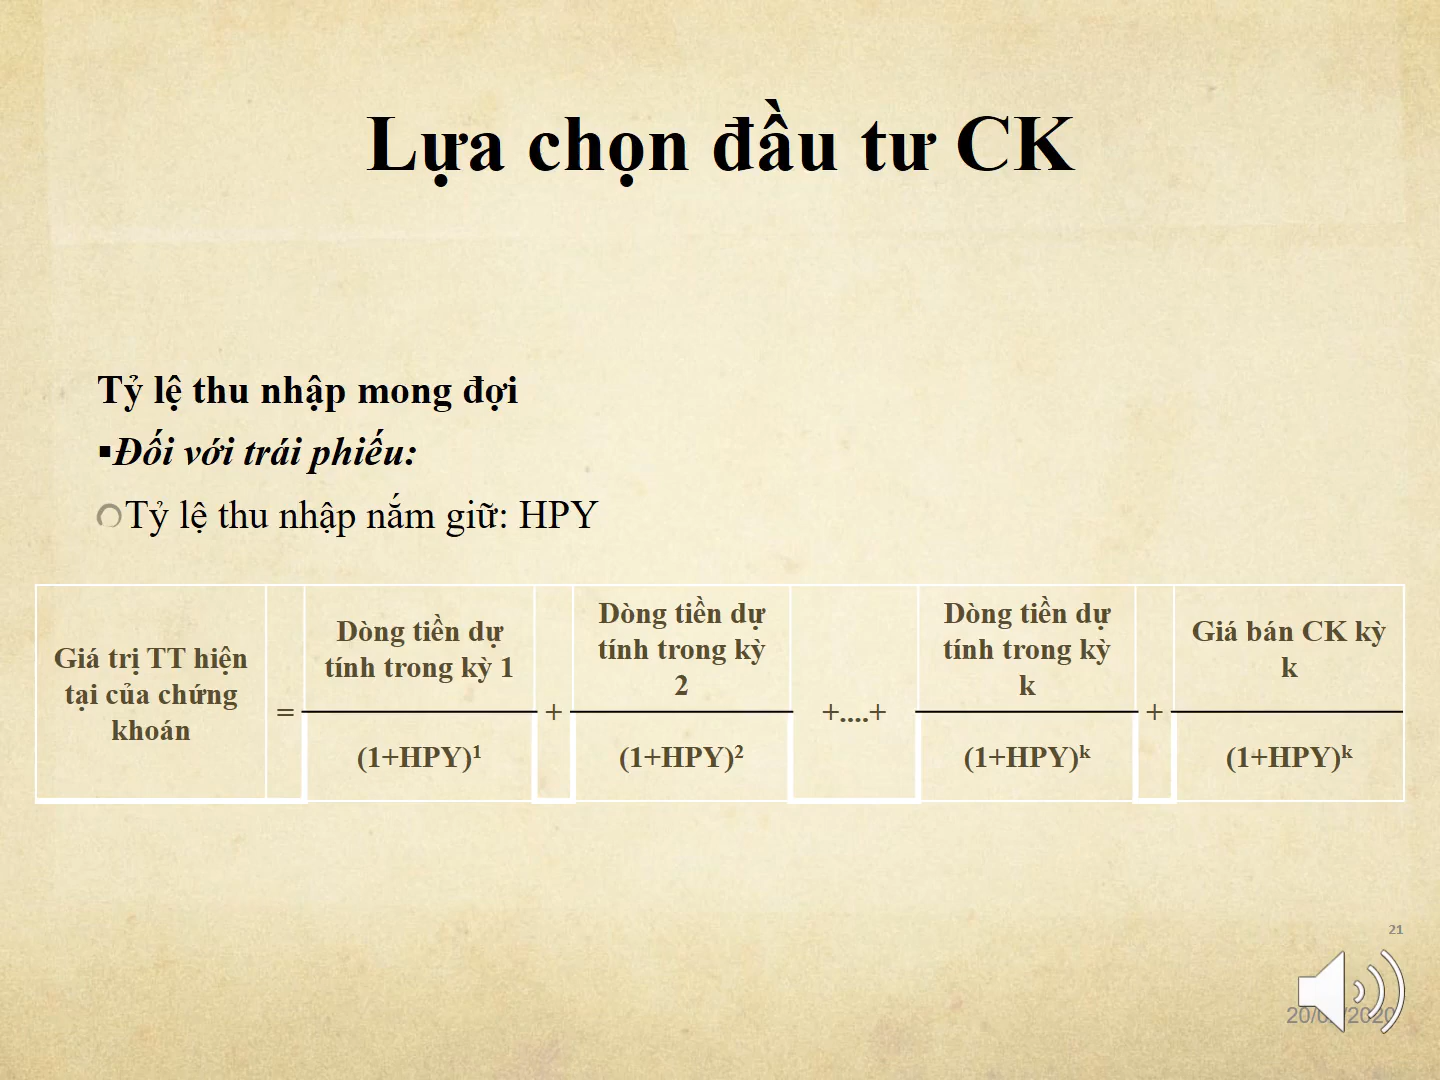 Lựa chọn đầu tư CK
Tỷ lệ thu nhập mong đợi
▪Đối với trái phiếu:
Tỷ lệ thu nhập nắm giữ: HPY
Giá trị TT hiện
tại của chứng
khoán
=
Dòng tiền dự
tính trong kỳ 1
(1+HPY)¹
+
Dòng tiền dự
tính trong kỳ
2
(1+HPY)²
+....+
Dòng tiền dự
tính trong kỳ
k
(1+HPY)ᵏ
+
Giá bán CK kỳ
k
(1+HPY)ᵏ
21